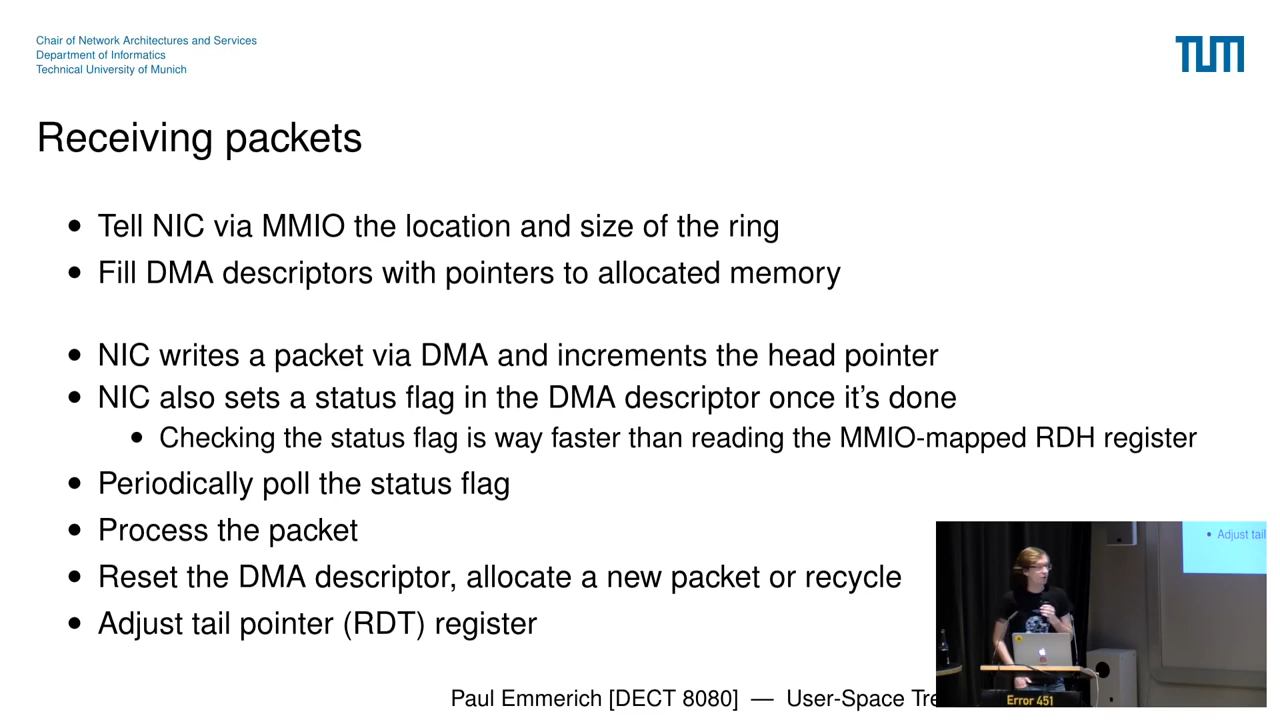 Chair of Network Architectures and Services
Department of Informatics
Technical University of Munich
TUM
Receiving packets
• Tell NIC via MMIO the location and size of the ring
• Fill DMA descriptors with pointers to allocated memory
• NIC writes a packet via DMA and increments the head pointer
• NIC also sets a status flag in the DMA descriptor once it's done
• Checking the status flag is way faster than reading the MMIO-mapped RDH register
• Periodically poll the status flag
• Process the packet
• Reset the DMA descriptor, allocate a new packet or recycle
• Adjust tail pointer (RDT) register
• Adjust tail
Error 451
Paul Emmerich [DECT 8080] — User-Space